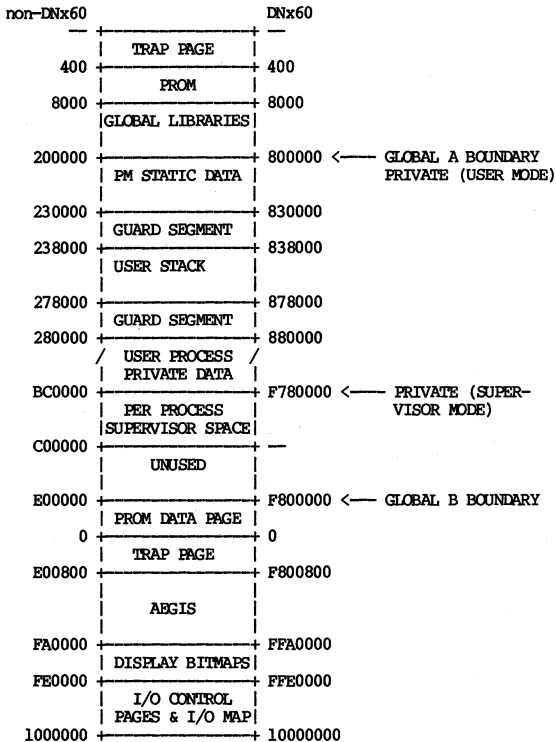 non-DNx60 DNx60
TRAP PAGE
400 400
PROM
8000 8000
GLOBAL LIBRARIES
200000 800000 <—— GLOBAL A BOUNDARY
PM STATIC DATA PRIVATE (USER MODE)
230000 830000
GUARD SEGMENT
238000 838000
USER STACK
278000 878000
GUARD SEGMENT
280000 880000
/ USER PROCESS /
PRIVATE DATA
BC0000 F780000 <—— PRIVATE (SUPER-
PER PROCESS VISOR MODE)
SUPERVISOR SPACE
C00000 —
UNUSED
E00000 F800000 <—— GLOBAL B BOUNDARY
PROM DATA PAGE
0 0
TRAP PAGE
E00800 F800800
AEGIS
FA0000 FFA0000
DISPLAY BITMAPS
FE0000 FFE0000
I/O CONTROL
PAGES & I/O MAP
1000000 10000000